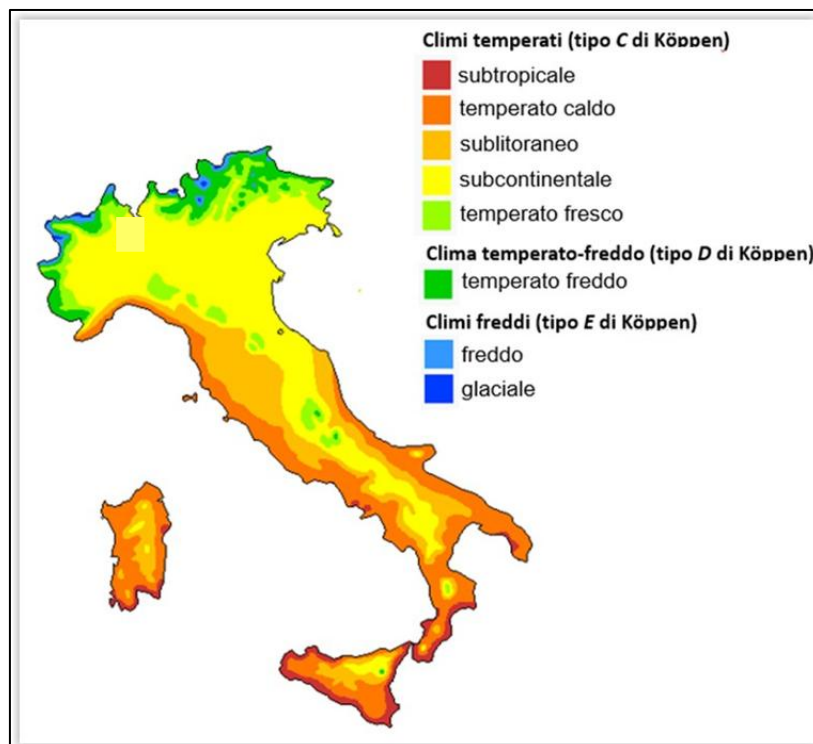 Climi temperati (tipo C di Köppen)
subtropicale
temperato caldo
sublitoraneo
subcontinentale
temperato fresco
Clima temperato-freddo (tipo D di Köppen)
temperato freddo
Climi freddi (tipo E di Köppen)
freddo
glaciale